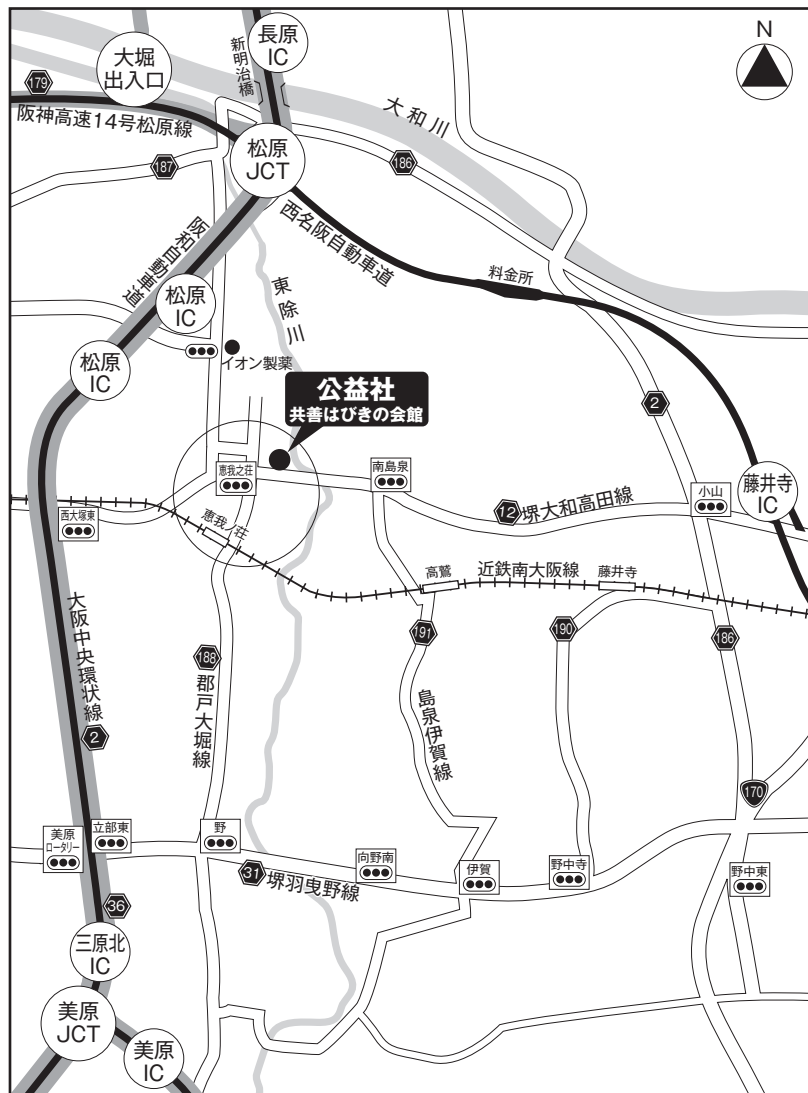 長原
IC
N
新明治橋
大堀
出入口
179
大和川
阪神高速14号松原線
松原
JCT
187
186
西名阪自動車道
阪和自動車道
料金所
東除川
松原
IC
イオン製薬
松原
IC
公益社
共善はびきの会館
2
恵我之荘
南島泉
小山
藤井寺
IC
12
堺大和高田線
西大塚東
恵我ノ荘
高鷲
近鉄南大阪線
藤井寺
191
190
186
188
大阪中央環状線
郡戸大堀線
島泉伊賀線
2
170
美原
ロータリー
立部東
野
向野南
伊賀
野中寺
野中東
31
堺羽曳野線
36
三原北
IC
美原
JCT
美原
IC